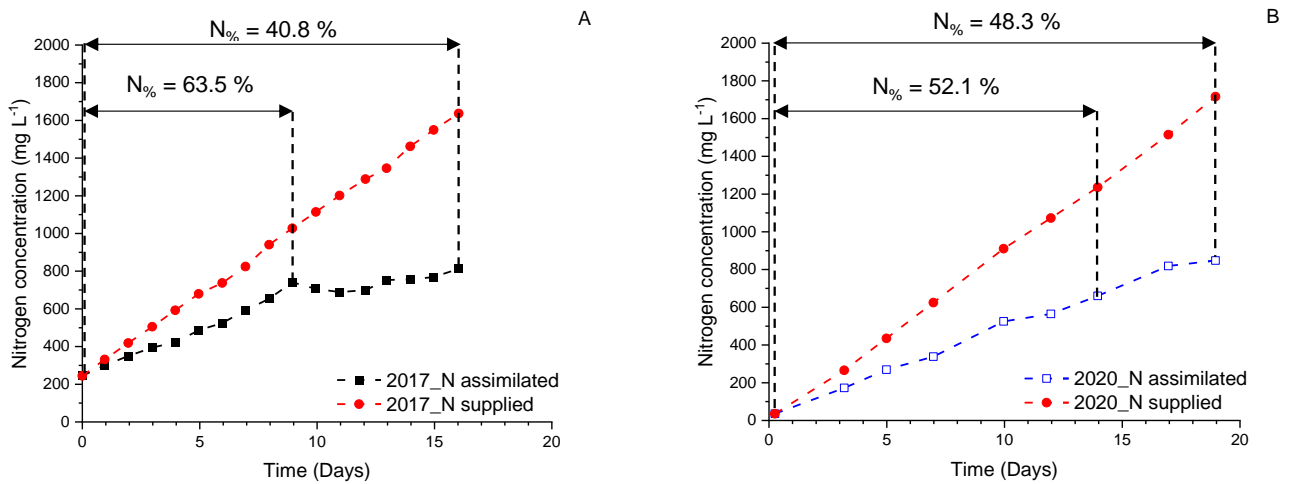 A
N% = 40.8 %
N% = 63.5 %
Nitrogen concentration (mg L⁻¹)
2000
1800
1600
1400
1200
1000
800
600
400
200
0
2017_N assimilated
2017_N supplied
0 5 10 15 20
Time (Days)
B
N% = 48.3 %
N% = 52.1 %
Nitrogen concentration (mg L⁻¹)
2000
1800
1600
1400
1200
1000
800
600
400
200
0
2020_N assimilated
2020_N supplied
0 5 10 15 20
Time (Days)